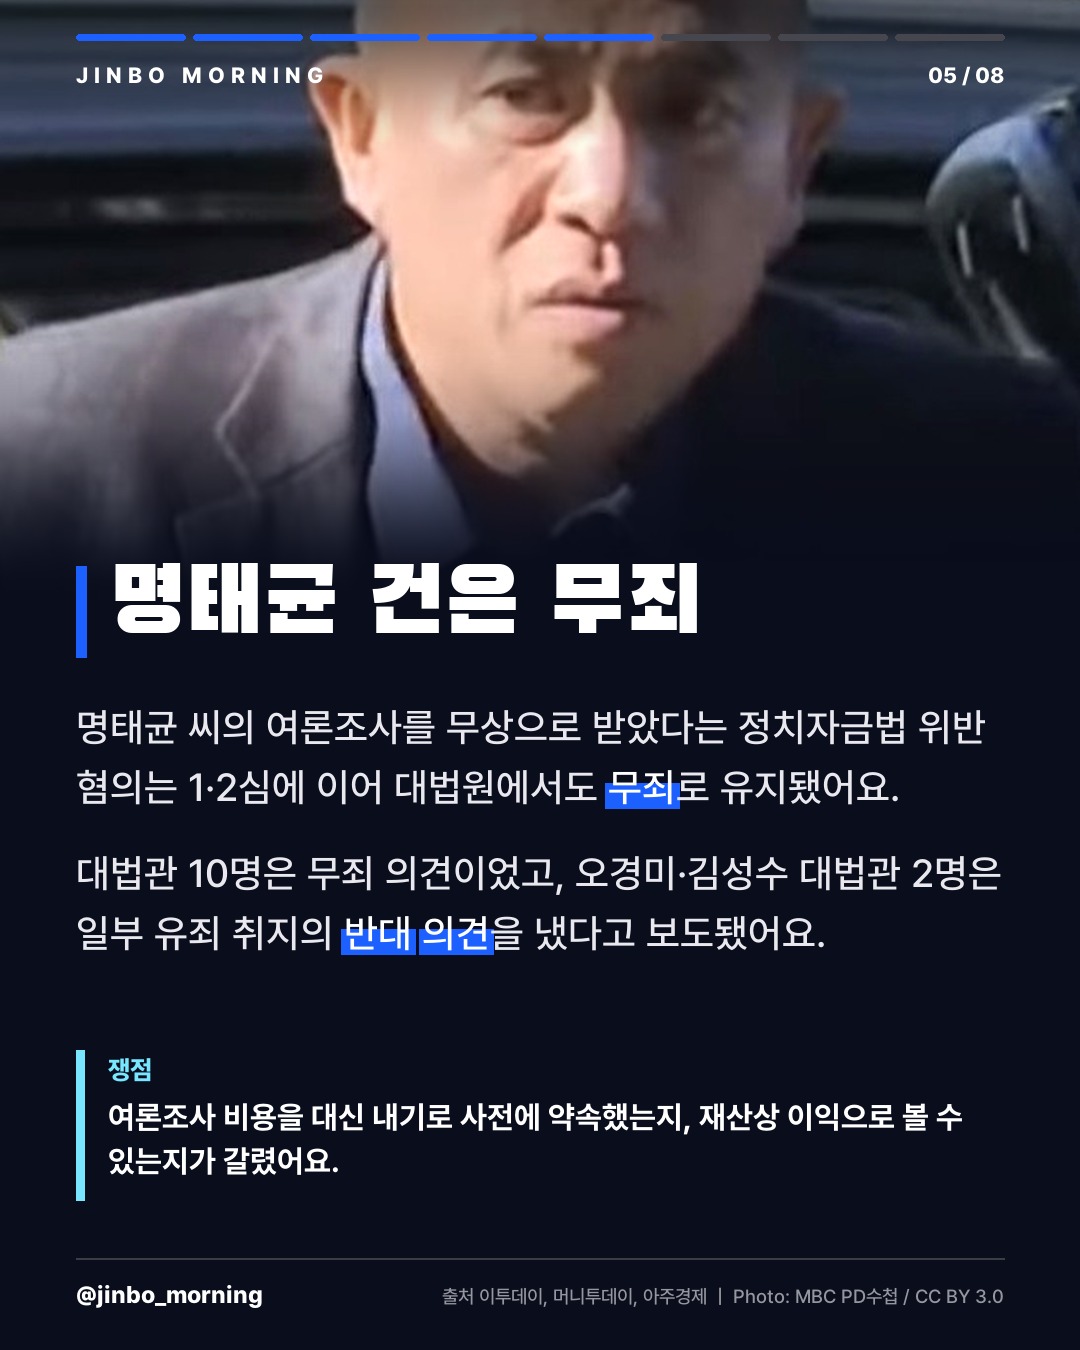 JINBO MORNING
05 / 08
명태균 건은 무죄
명태균 씨의 여론조사를 무상으로 받았다는 정치자금법 위반
혐의는 1·2심에 이어 대법원에서도 무죄로 유지됐어요.
대법관 10명은 무죄 의견이었고, 오경미·김성수 대법관 2명은
일부 유죄 취지의 반대 의견을 냈다고 보도됐어요.
쟁점
여론조사 비용을 대신 내기로 사전에 약속했는지, 재산상 이익으로 볼 수
있는지가 갈렸어요.
@jinbo_morning
출처 이투데이, 머니투데이, 아주경제 | Photo: MBC PD수첩 / CC BY 3.0